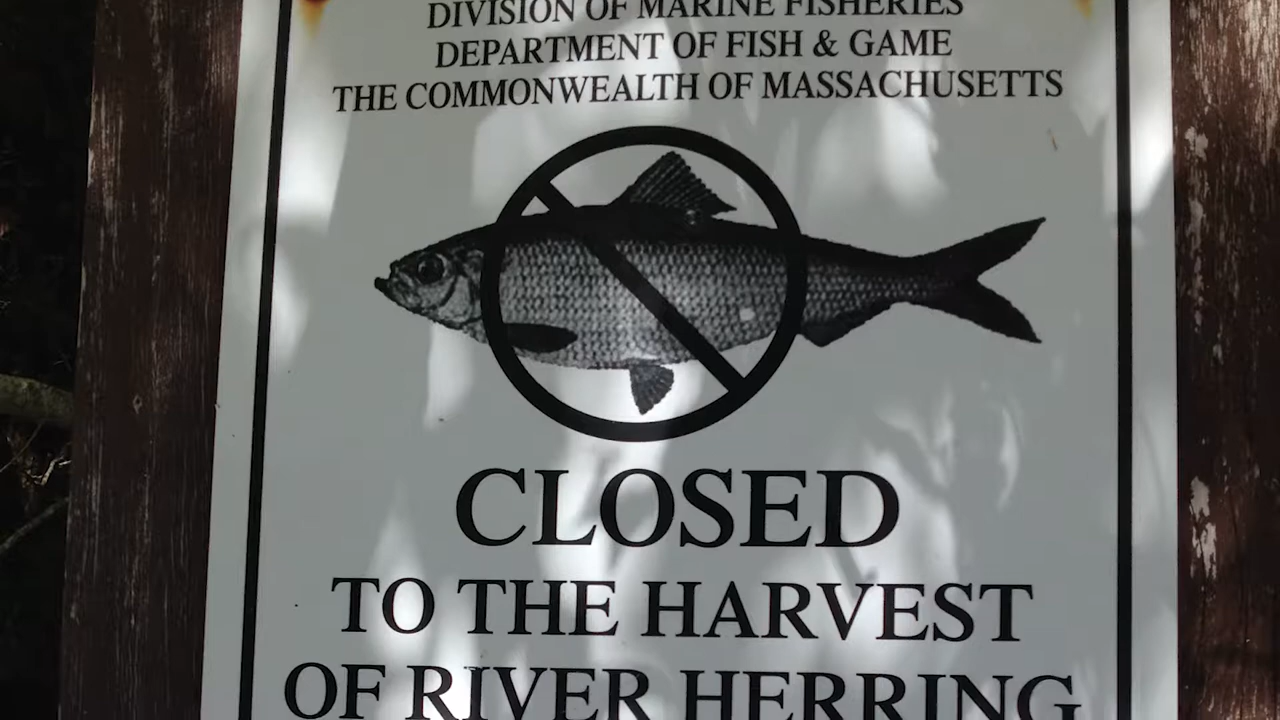 DIVISION OF MARINE FISHERIES
DEPARTMENT OF FISH & GAME
THE COMMONWEALTH OF MASSACHUSETTS
CLOSED
TO THE HARVEST
OF RIVER HERRING